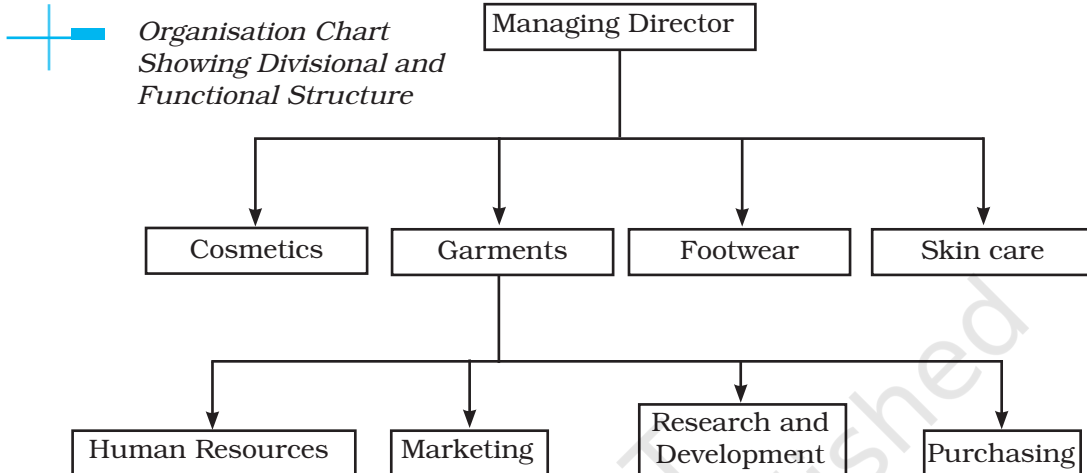 Organisation Chart
Showing Divisional and
Functional Structure
Managing Director
Cosmetics
Garments
Footwear
Skin care
Human Resources
Marketing
Research and
Development
Purchasing